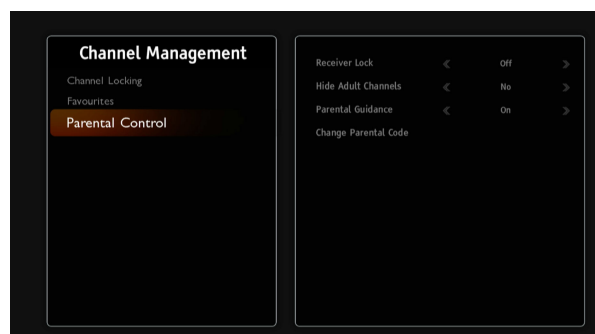 Channel Management
Channel Locking
Favourites
Parental Control
Receiver Lock < Off >
Hide Adult Channels < No >
Parental Guidance < On >
Change Parental Code